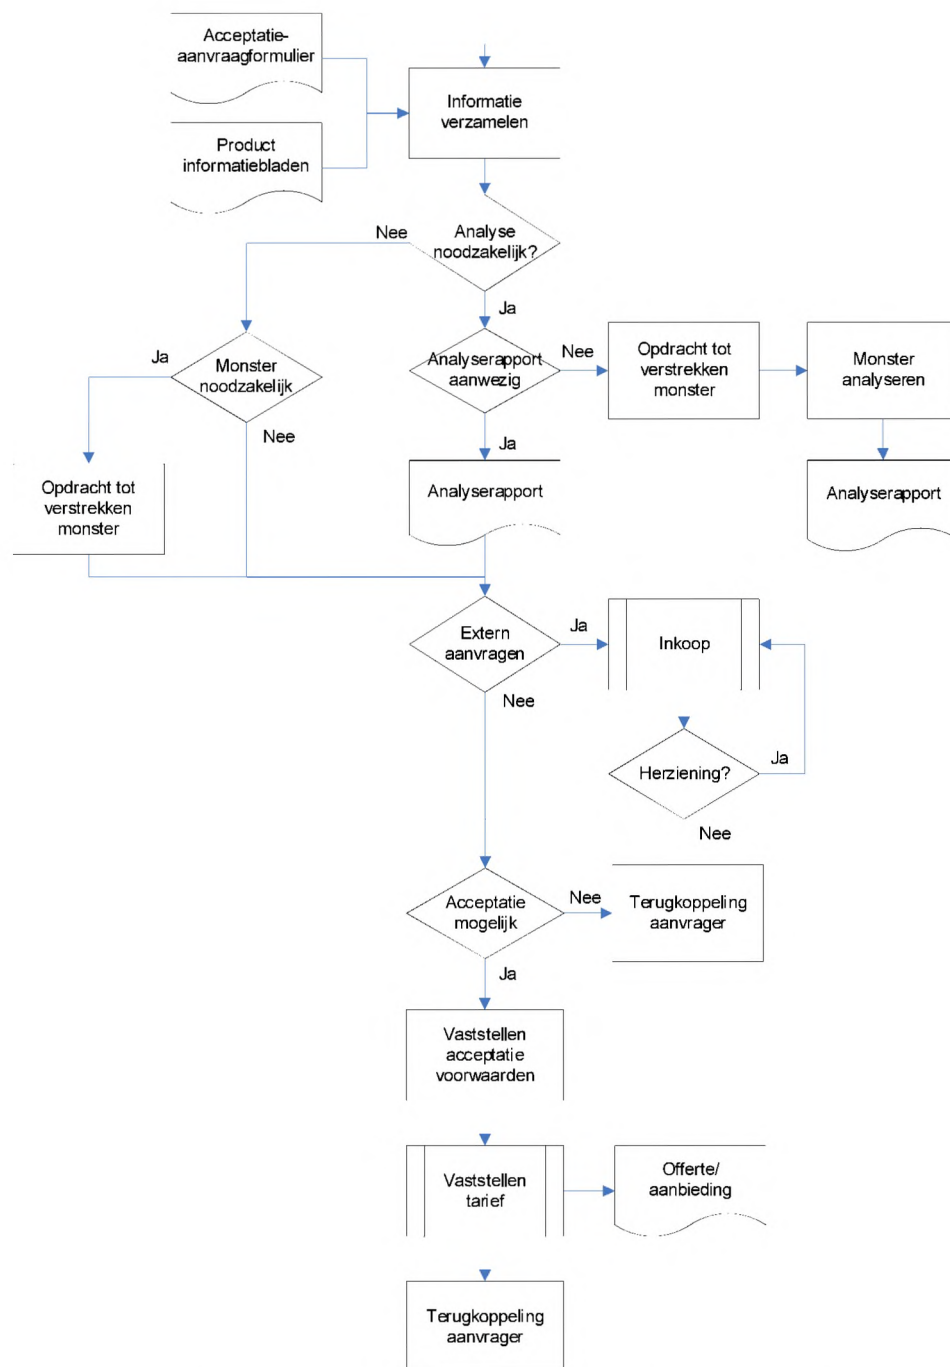 Acceptatie-
aanvraagformulier
Informatie
verzamelen
Product
informatiebladen
Nee
Analyse
noodzakelijk?
Ja
Ja
Monster
noodzakelijk
Analyserapport
aanwezig
Nee
Opdracht tot
verstrekken
monster
Monster
analyseren
Nee
Ja
Opdracht tot
verstrekken
monster
Analyserapport
Analyserapport
Extern
aanvragen
Ja
Inkoop
Nee
Herziening?
Ja
Nee
Acceptatie
mogelijk
Nee
Terugkoppeling
aanvrager
Ja
Vaststellen
acceptatie
voorwaarden
Vaststellen
tarief
Offerte/
aanbieding
Terugkoppeling
aanvrager